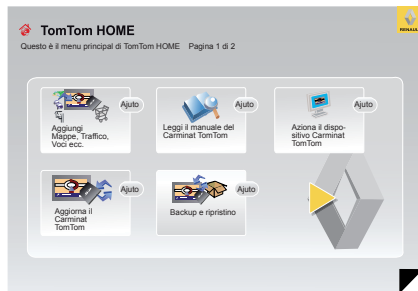 TomTom HOME
RENAULT
Questo è il menu principal di TomTom HOME Pagina 1 di 2
Ajuto
Ajuto
Ajuto
Aggiungi
Mappe, Traffico,
Voci ecc.
Leggi il manuale del
Carminat TomTom
Aziona il dispo-
sitivo Carminat
TomTom
Ajuto
Ajuto
Aggiorna il
Carminat
TomTom
Backup e ripristino